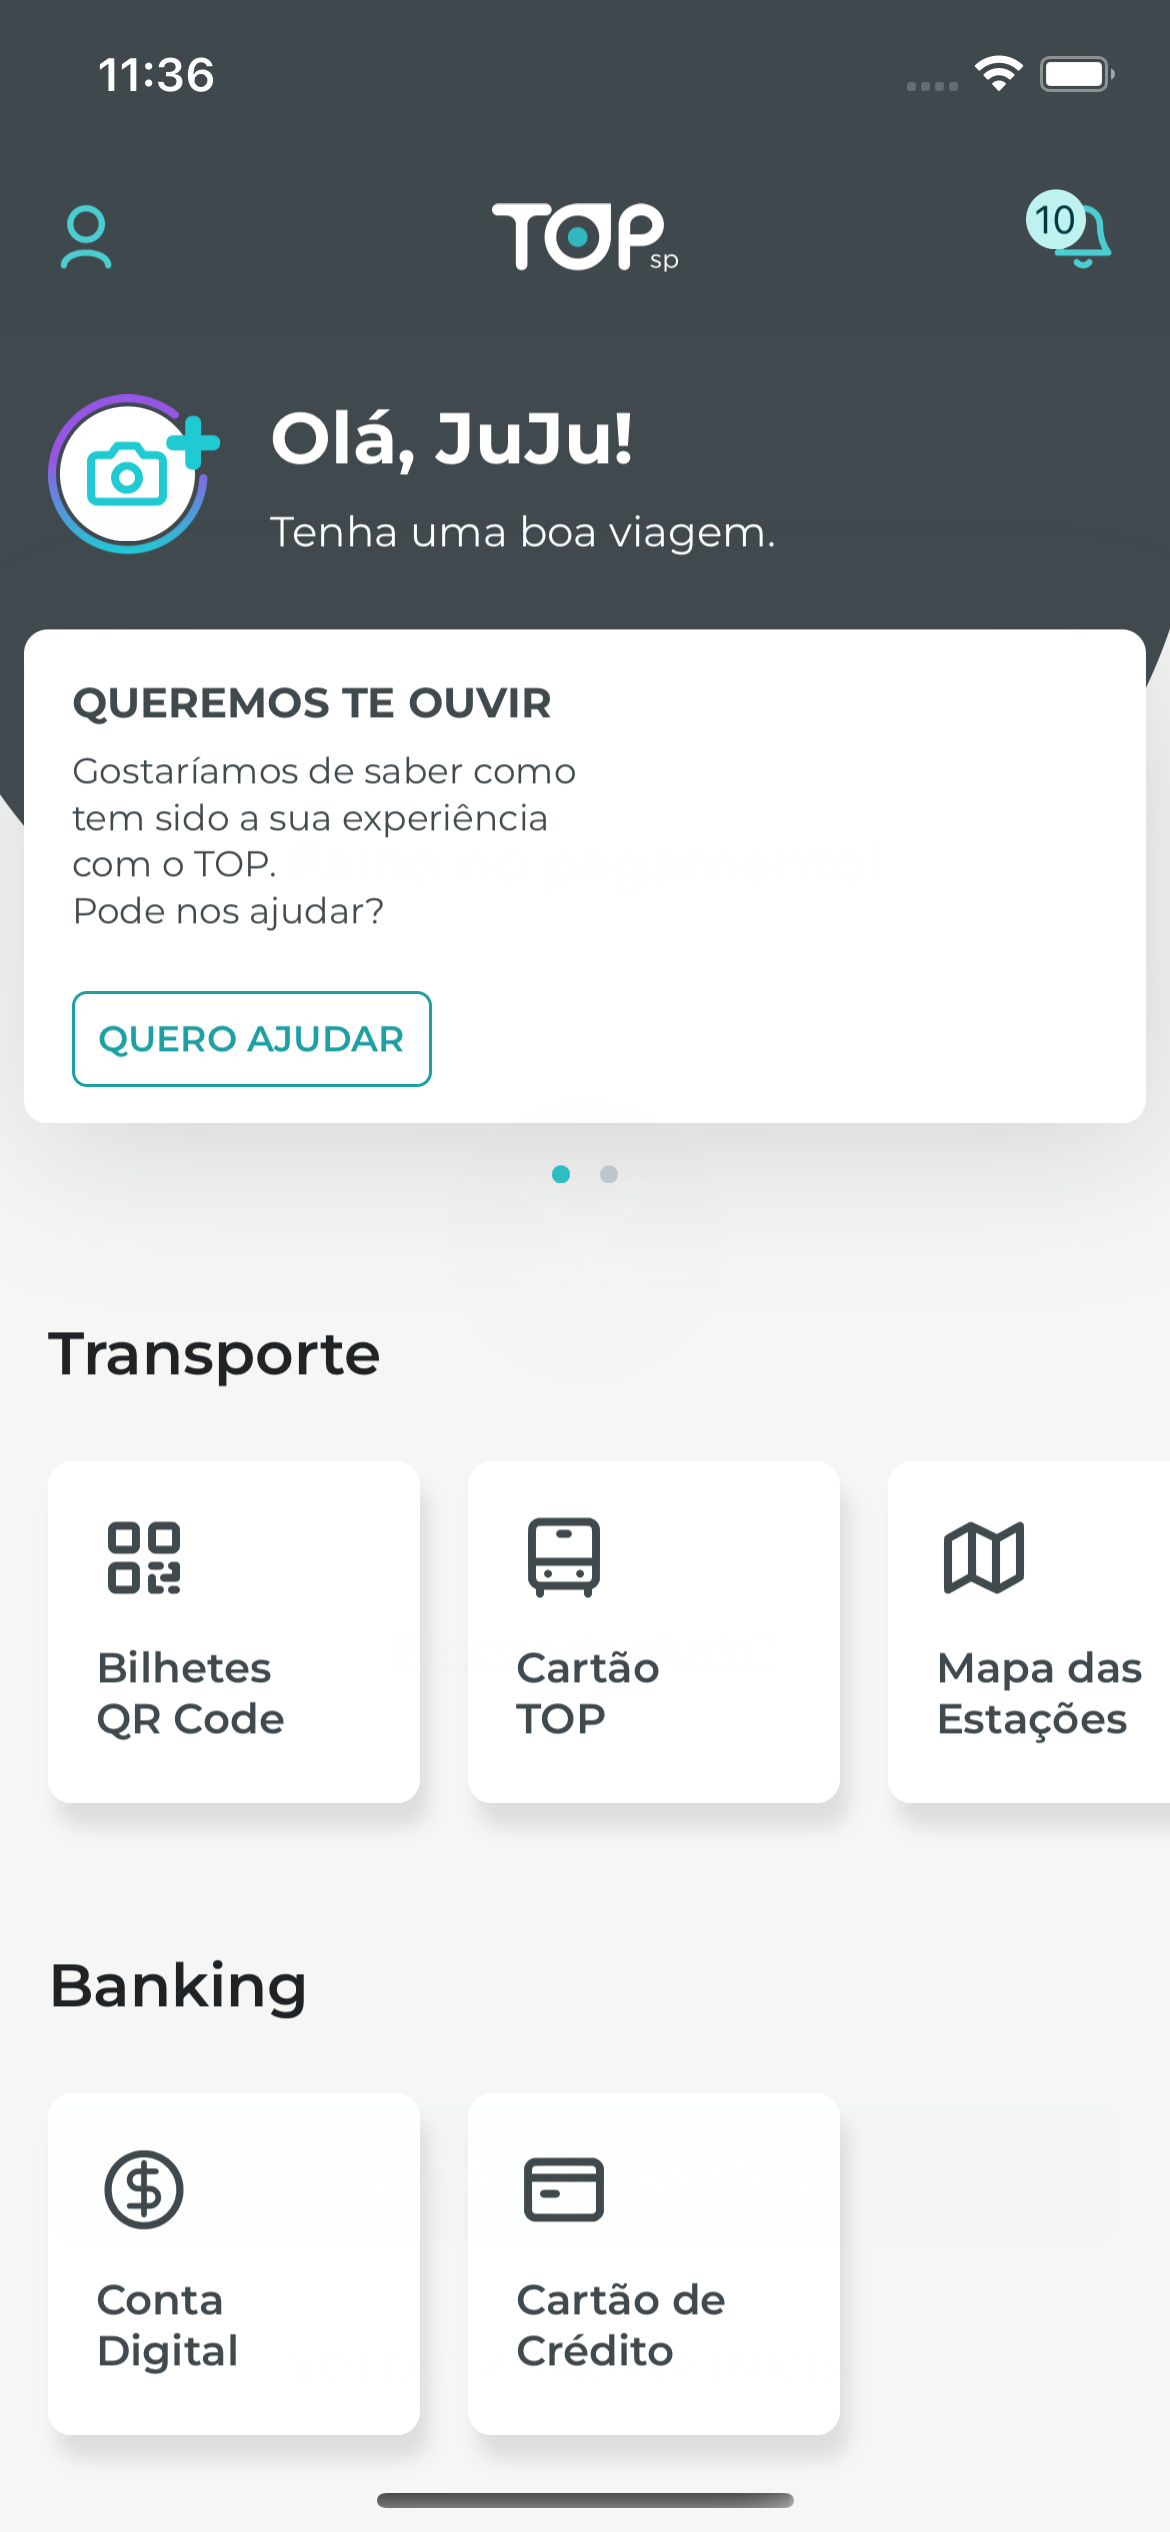 11:36
TOP
sp
10
Olá, JuJu!
Tenha uma boa viagem.
QUEREMOS TE OUVIR
Gostaríamos de saber como
tem sido a sua experiência
com o TOP.
Pode nos ajudar?
QUERO AJUDAR
Transporte
Bilhetes
QR Code
Cartão
TOP
Mapa das
Estações
Banking
Conta
Digital
Cartão de
Crédito